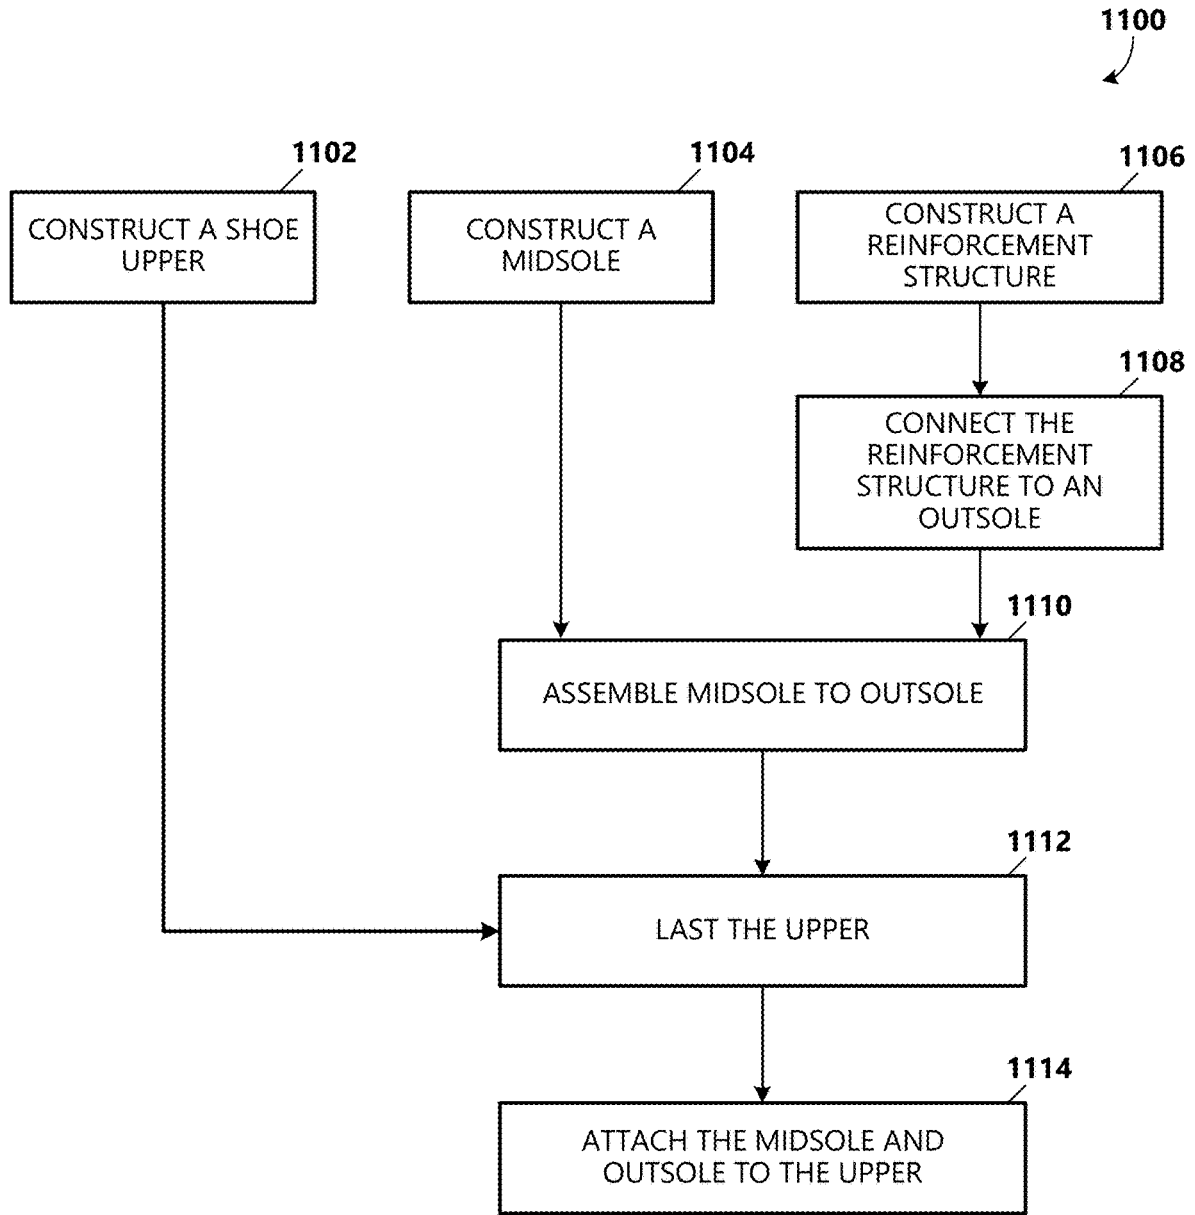 1100
1102
CONSTRUCT A SHOE
UPPER
1104
CONSTRUCT A
MIDSOLE
1106
CONSTRUCT A
REINFORCEMENT
STRUCTURE
1108
CONNECT THE
REINFORCEMENT
STRUCTURE TO AN
OUTSOLE
1110
ASSEMBLE MIDSOLE TO OUTSOLE
1112
LAST THE UPPER
1114
ATTACH THE MIDSOLE AND
OUTSOLE TO THE UPPER